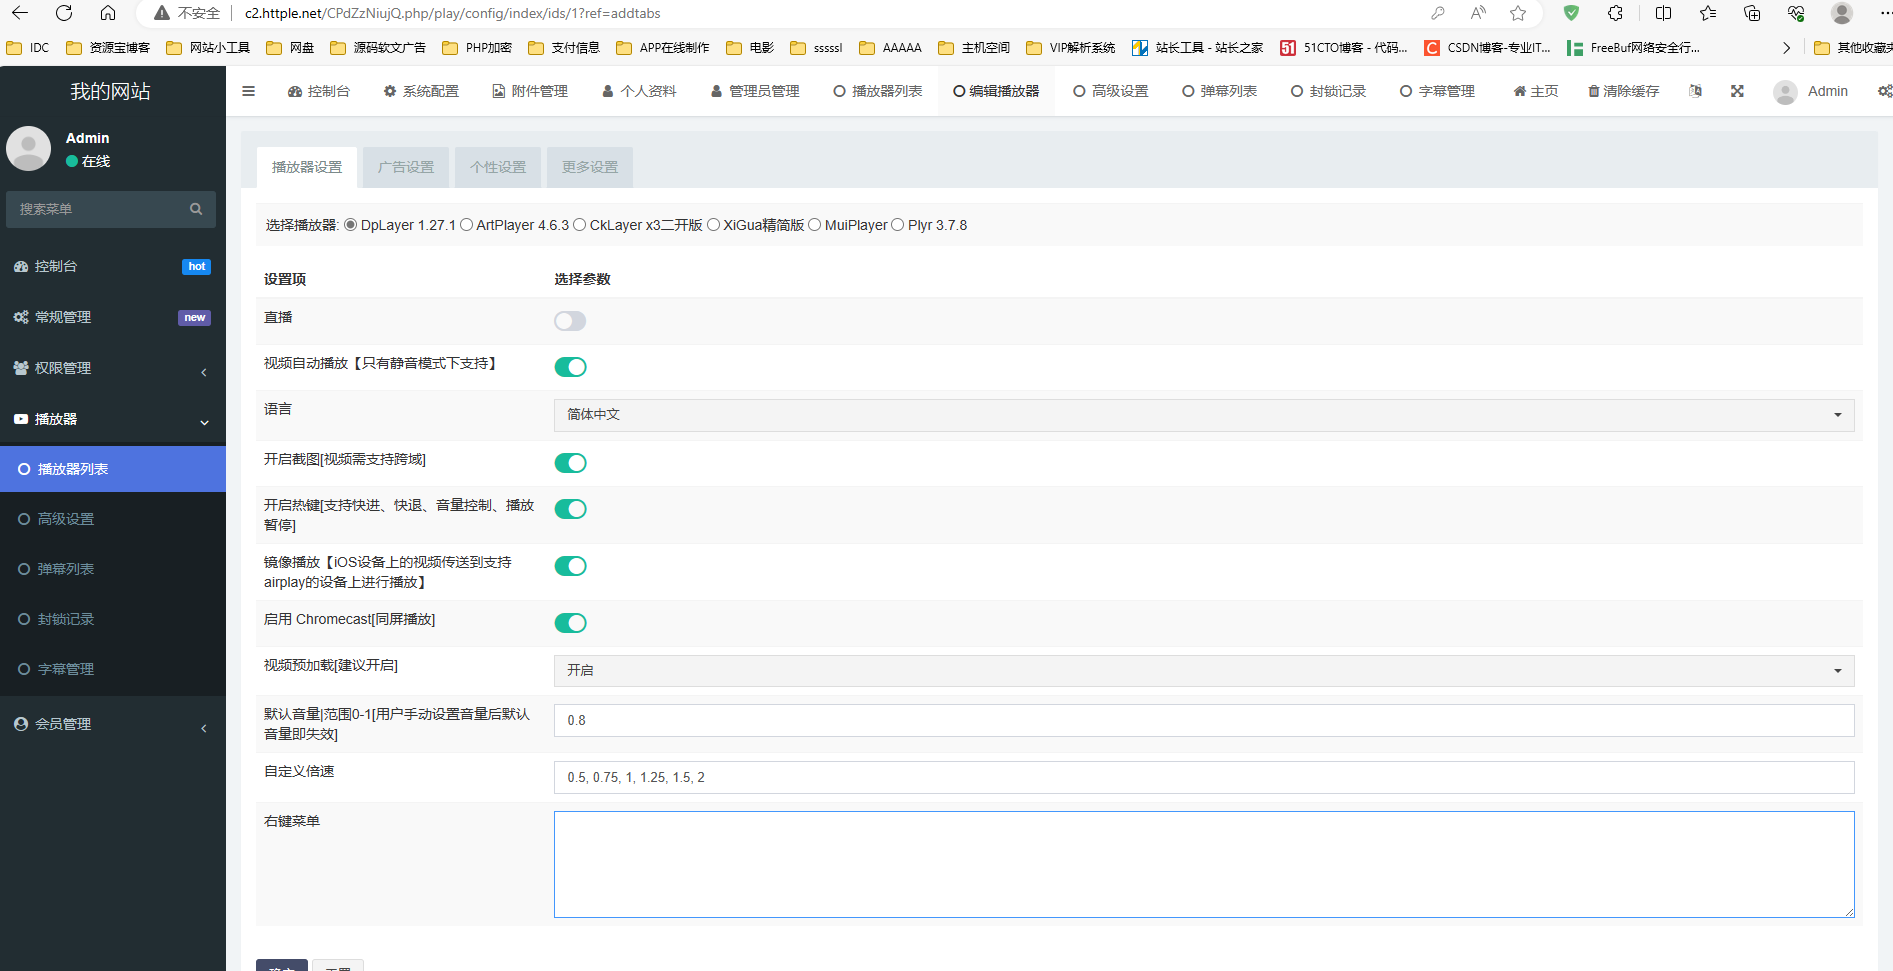 不安全 c2.httple.net/CPdZzNiujQ.php/play/config/index/ids/1?ref=addtabs
IDC 资源宝博客 网站小工具 网盘 源码软文广告 PHP加密 支付信息 APP在线制作 电影 sssssl AAAAA 主机空间 VIP解析系统 站长工具 - 站长之家 51CTO博客 - 代码... CSDN博客-专业IT... FreeBuf网络安全行... 其他收藏夹
我的网站
控制台 系统配置 附件管理 个人资料 管理员管理 播放器列表 编辑播放器 高级设置 弹幕列表 封锁记录 字幕管理 主页 清除缓存 Admin
Admin
在线
搜索菜单
控制台 hot
常规管理 new
权限管理
播放器
播放器列表
高级设置
弹幕列表
封锁记录
字幕管理
会员管理
播放器设置 广告设置 个性设置 更多设置
选择播放器: DpLayer 1.27.1 ArtPlayer 4.6.3 CkLayer x3二开版 XiGua精简版 MuiPlayer Plyr 3.7.8
设置项 选择参数
直播
视频自动播放【只有静音模式下支持】
语言 简体中文
开启截图[视频需支持跨域]
开启热键[支持快进、快退、音量控制、播放
暂停]
镜像播放【iOS设备上的视频传送到支持
airplay的设备上进行播放】
启用 Chromecast[同屏播放]
视频预加载[建议开启] 开启
默认音量|范围0-1[用户手动设置音量后默认
音量即失效] 0.8
自定义倍速 0.5, 0.75, 1, 1.25, 1.5, 2
右键菜单